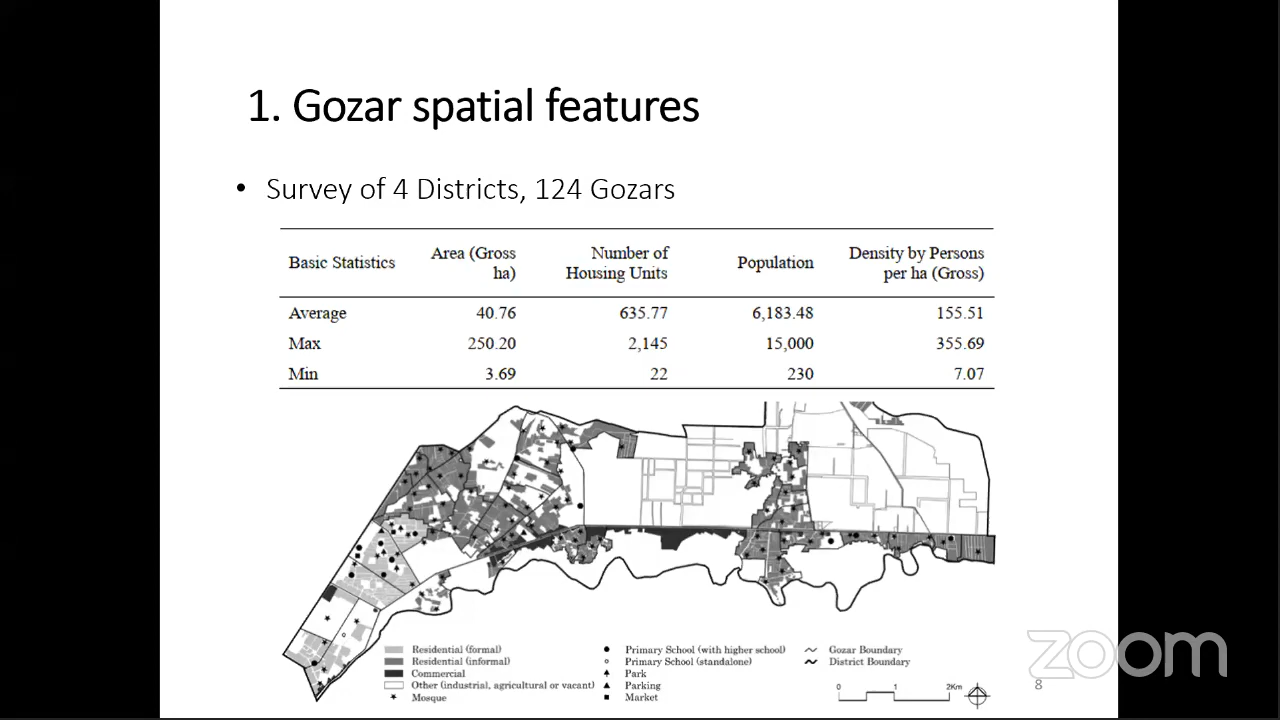 1. Gozar spatial features
• Survey of 4 Districts, 124 Gozars
Basic Statistics Area (Gross ha) Number of Housing Units Population Density by Persons per ha (Gross)
Average 40.76 635.77 6,183.48 155.51
Max 250.20 2,145 15,000 355.69
Min 3.69 22 230 7.07
Residential (formal)
Residential (informal)
Commercial
Other (industrial, agricultural or vacant)
Mosque
Primary School (with higher school)
Primary School (standalone)
Park
Parking
Market
Gozar Boundary
District Boundary
0 1 2Km
zoom
8